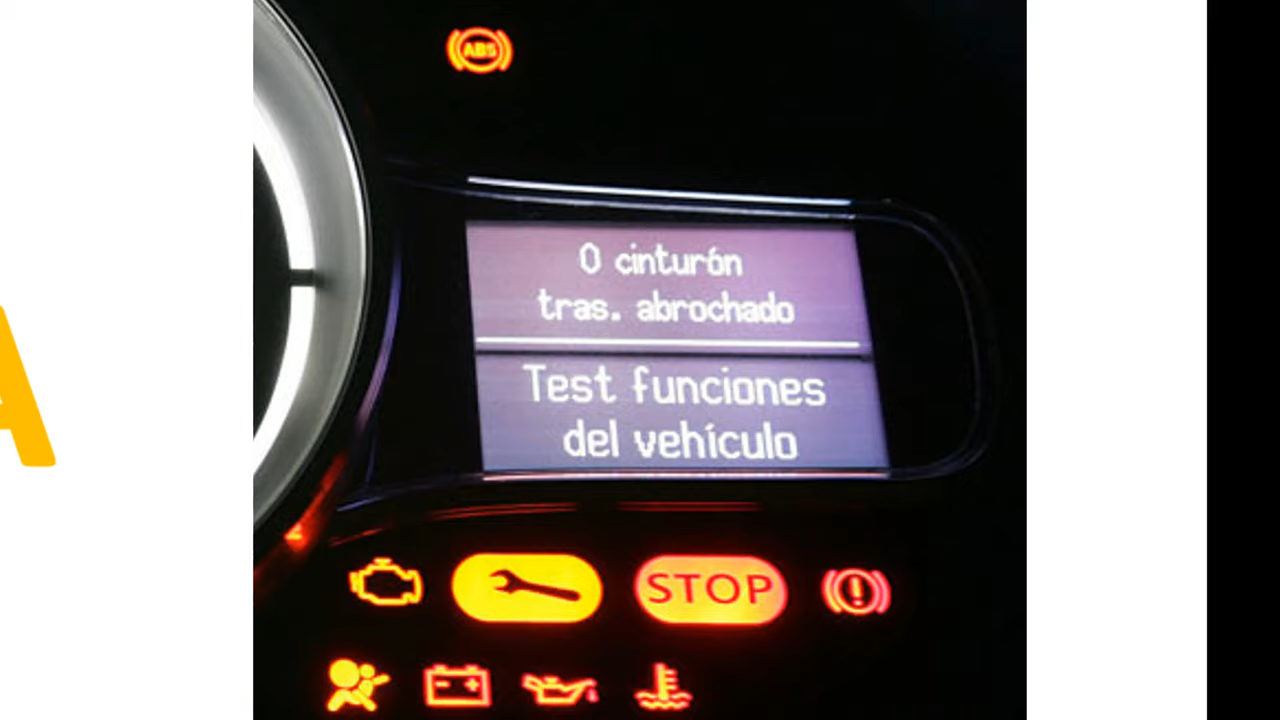 ABS
0 cinturón
tras. abrochado
Test funciones
del vehículo
STOP
A